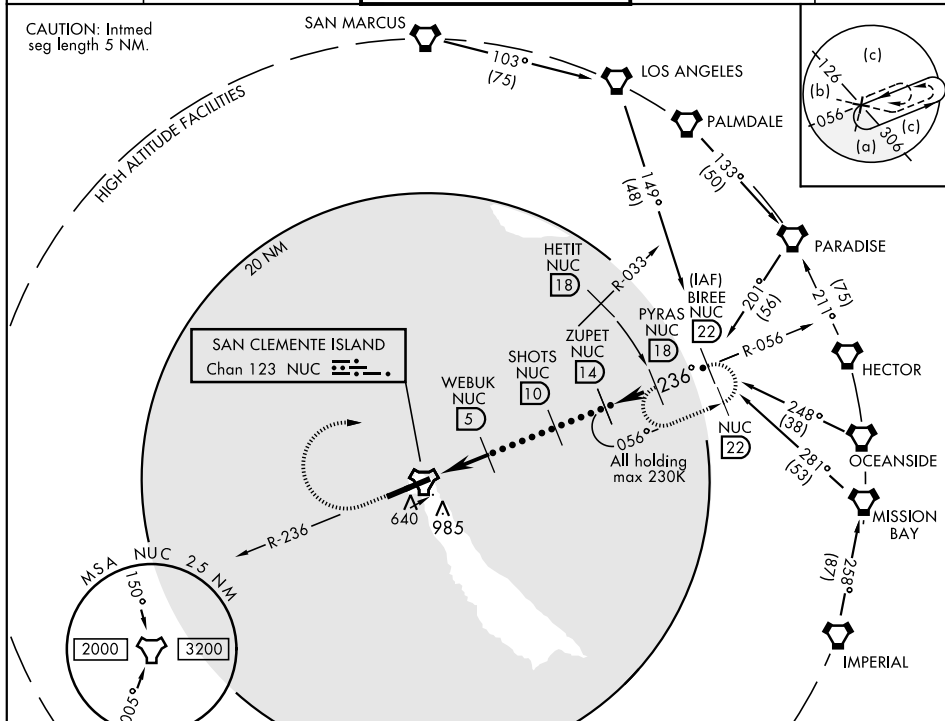 CAUTION: Intmed
seg length 5 NM.
SAN MARCUS
103°
(75)
LOS ANGELES
PALMDALE
133°
(50)
PARADISE
HIGH ALTITUDE FACILITIES
149°
(48)
126
(c)
(b)
056
(c)
(a)
306
20 NM
HETIT
NUC
18
R-033
(IAF)
BIREE
NUC
22
201°
(56)
(75)
211°
PYRAS
NUC
18
R-056
HECTOR
ZUPET
NUC
14
SHOTS
NUC
10
WEBUK
NUC
5
236°
056°
NUC
22
248°
(38)
OCEANSIDE
281°
(53)
All holding
max 230K
MISSION
BAY
SAN CLEMENTE ISLAND
Chan 123 NUC
640
985
R-236
258°
(87)
IMPERIAL
MSA NUC 25 NM
150°
2000
3200
005°